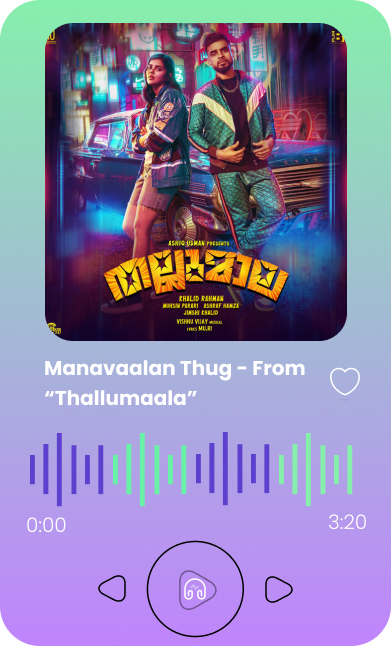 ASHIQ USMAN PRESENTS
തല്ലുമാല
KHALID RAHMAN
MUHSIN PARARI ASHRAF HAMZA
JIMSHI KHALID
VISHNU VIJAY MUSICAL
LYRICS MU.RI
Manavaalan Thug - From
“Thallumaala”
0:00
3:20